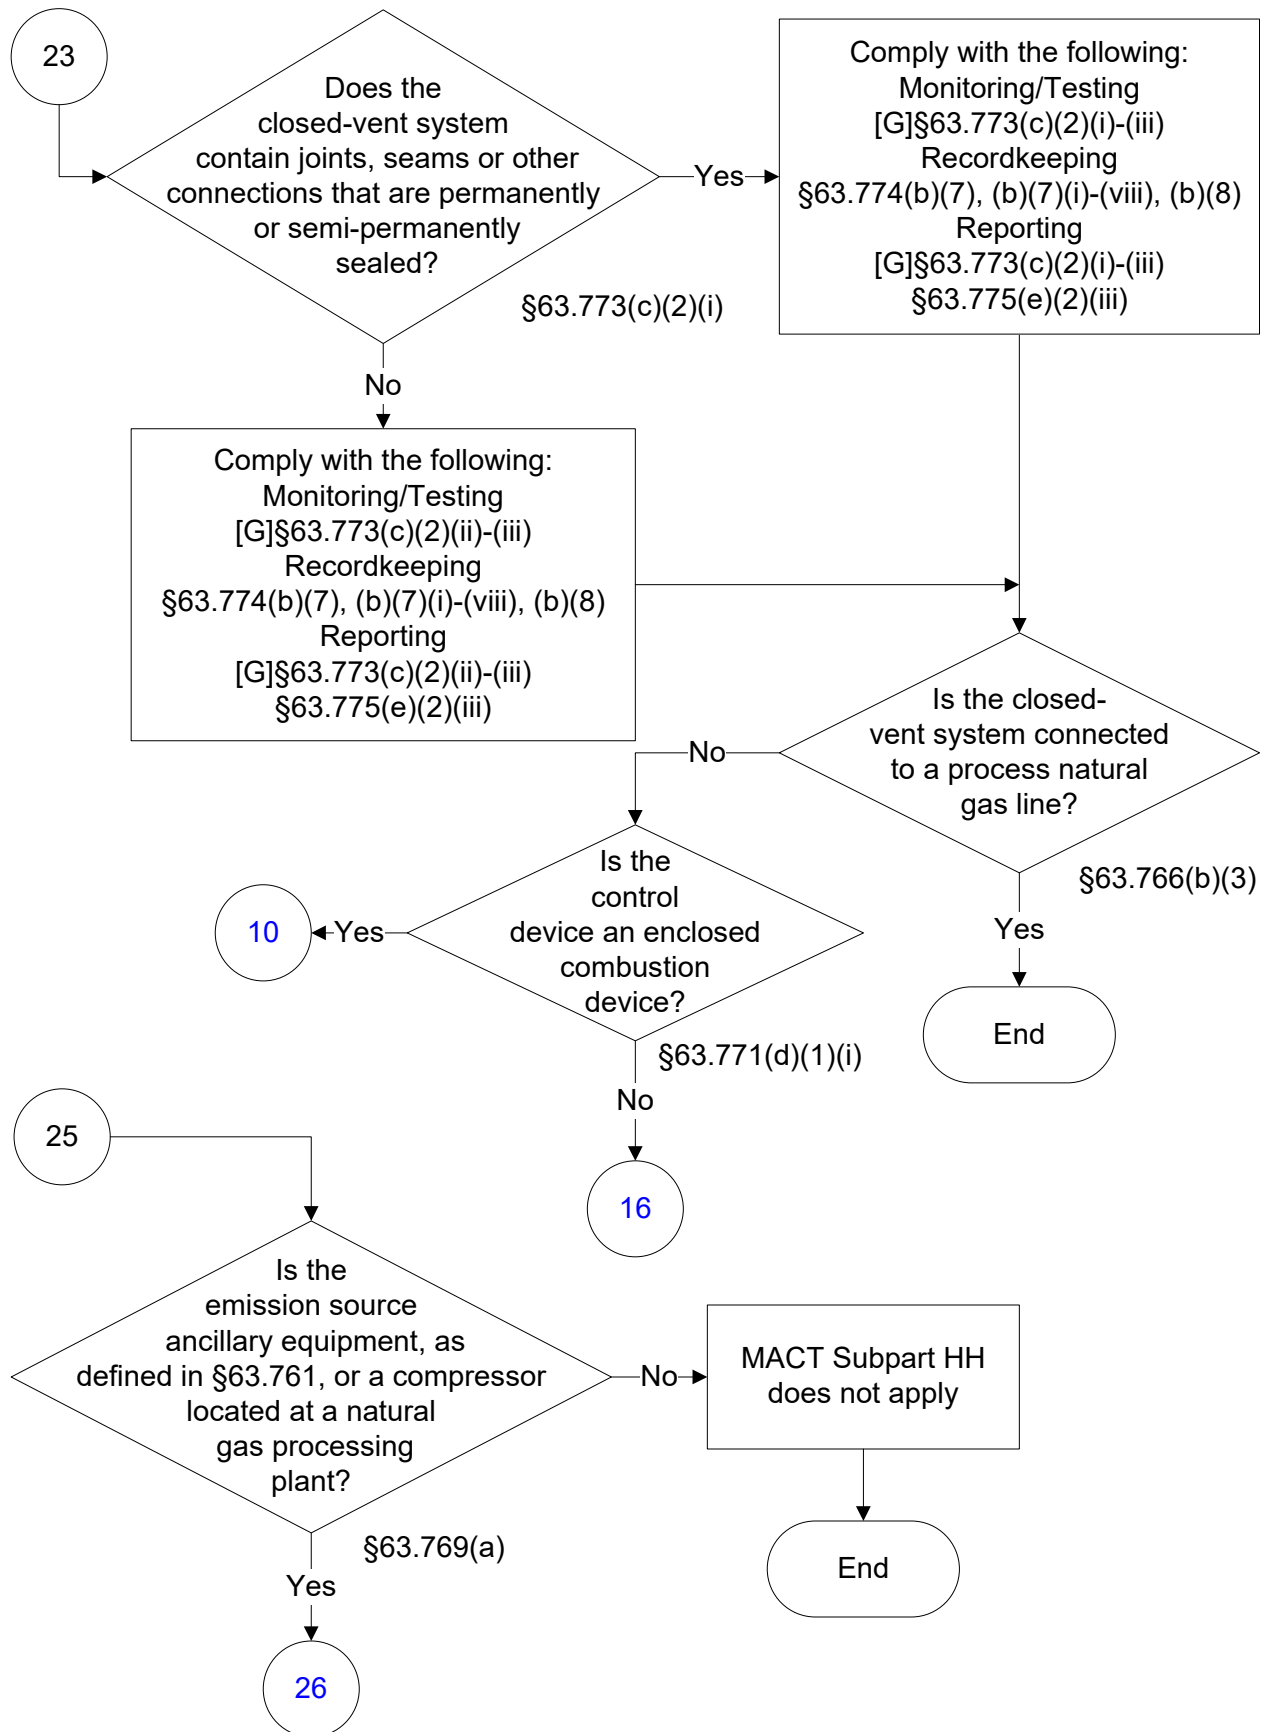 23
Does the
closed-vent system
contain joints, seams or other
connections that are permanently
or semi-permanently
sealed?
§63.773(c)(2)(i)
Yes
Comply with the following:
Monitoring/Testing
[G]§63.773(c)(2)(i)-(iii)
Recordkeeping
§63.774(b)(7), (b)(7)(i)-(viii), (b)(8)
Reporting
[G]§63.773(c)(2)(i)-(iii)
§63.775(e)(2)(iii)
No
Comply with the following:
Monitoring/Testing
[G]§63.773(c)(2)(ii)-(iii)
Recordkeeping
§63.774(b)(7), (b)(7)(i)-(viii), (b)(8)
Reporting
[G]§63.773(c)(2)(ii)-(iii)
§63.775(e)(2)(iii)
Is the closed-
vent system connected
to a process natural
gas line?
§63.766(b)(3)
No
Yes
End
Is the
control
device an enclosed
combustion
device?
§63.771(d)(1)(i)
Yes
10
No
16
25
Is the
emission source
ancillary equipment, as
defined in §63.761, or a compressor
located at a natural
gas processing
plant?
§63.769(a)
No
MACT Subpart HH
does not apply
End
Yes
26